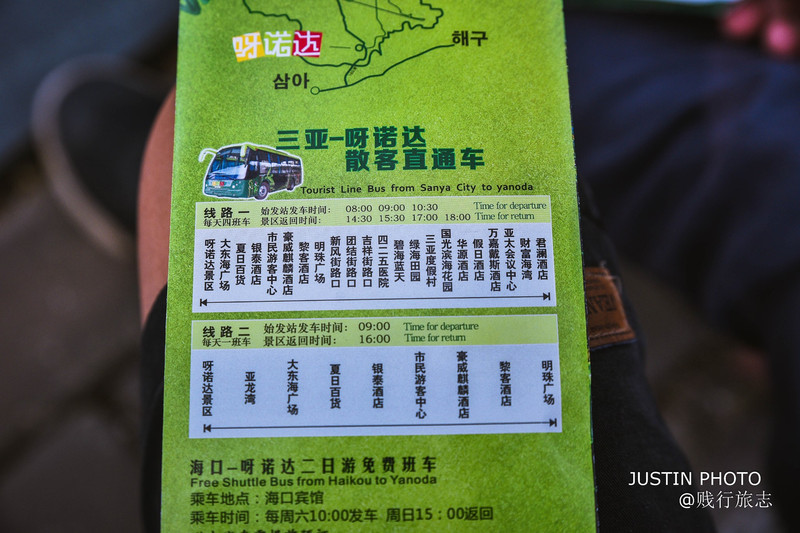 呀诺达
해구
삼아
三亚-呀诺达
散客直通车
Tourist Line Bus from Sanya City to yanoda
线路一 始发站发车时间： 08:00 09:00 10:30 Time for departure
每天四班车 景区返回时间： 14:30 15:30 17:00 18:00 Time for return
呀诺达景区
大东海广场
夏日百货
银泰酒店
市民游客中心
豪威麒麟酒店
黎客酒店
明珠广场
新风街路口
团结街路口
吉祥街路口
四二五医院
碧海蓝天
绿海田园
三亚度假村
国光滨海花园
华源酒店
假日酒店
万嘉戴斯酒店
亚太会议中心
财富海湾
君澜酒店
线路二 始发站发车时间： 09:00 Time for departure
每天一班车 景区返回时间： 16:00 Time for return
呀诺达景区
亚龙湾
大东海广场
夏日百货
银泰酒店
市民游客中心
豪威麒麟酒店
黎客酒店
明珠广场
海口-呀诺达二日游免费班车
Free Shuttle Bus from Haikou to Yanoda
乘车地点：海口宾馆
乘车时间：每周六10:00发车 周日15：00返回
JUSTIN PHOTO
@贱行旅志